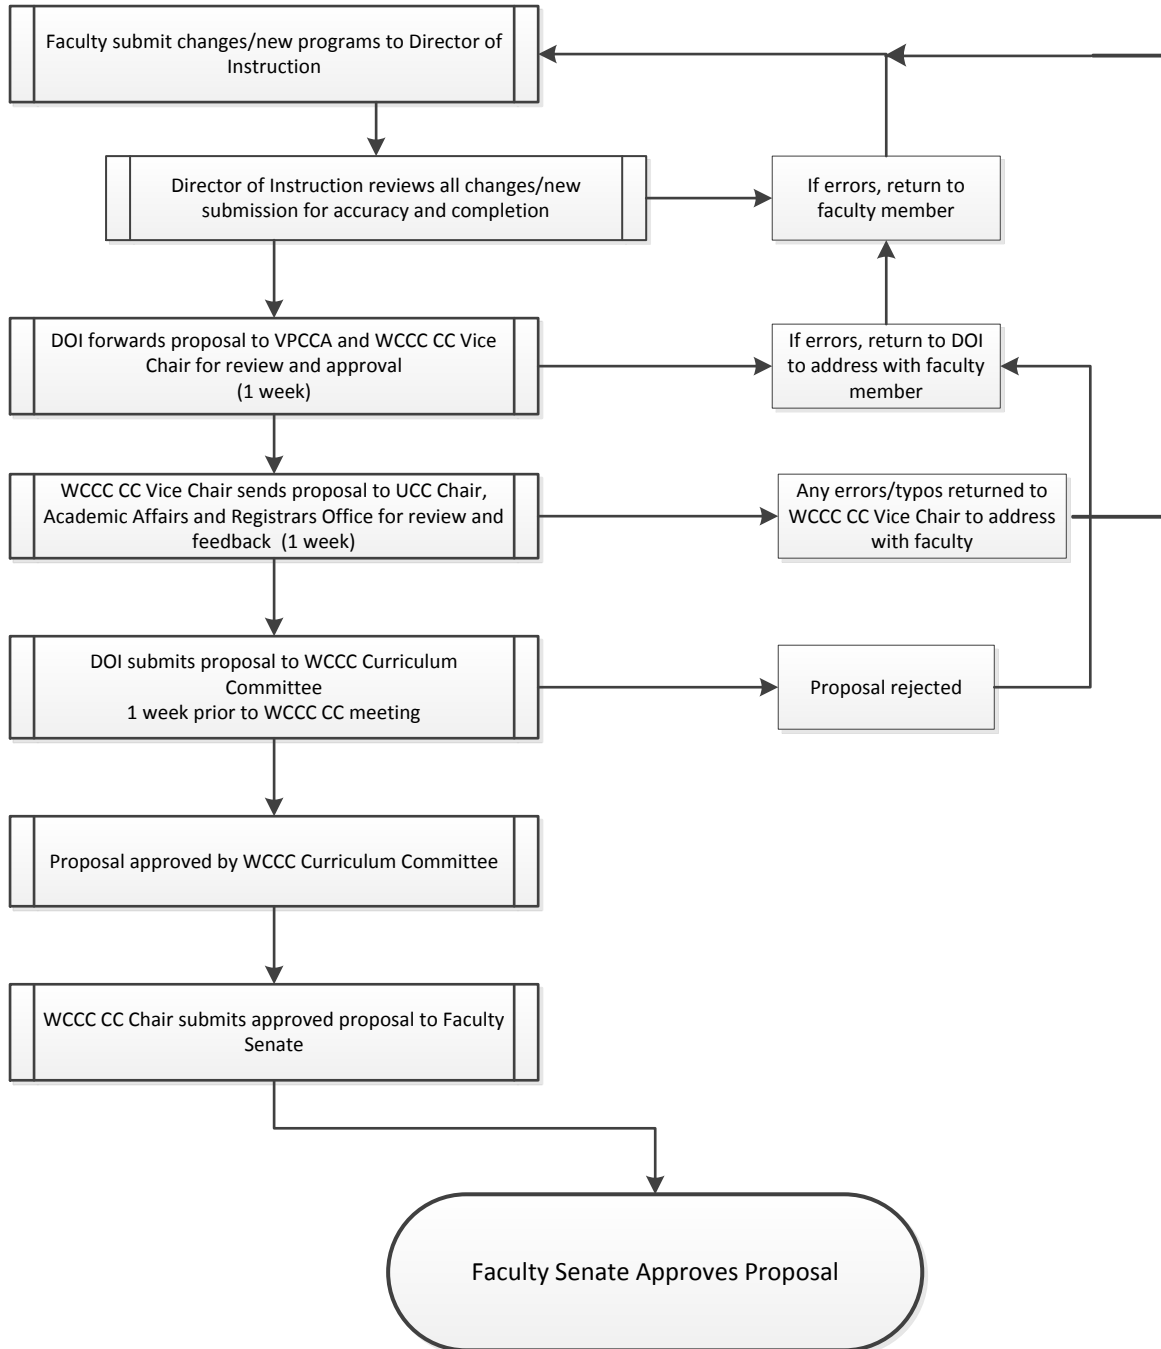 Faculty submit changes/new programs to Director of
Instruction
Director of Instruction reviews all changes/new
submission for accuracy and completion
If errors, return to
faculty member
DOI forwards proposal to VPCCA and WCCC CC Vice
Chair for review and approval
(1 week)
If errors, return to DOI
to address with faculty
member
WCCC CC Vice Chair sends proposal to UCC Chair,
Academic Affairs and Registrars Office for review and
feedback (1 week)
Any errors/typos returned to
WCCC CC Vice Chair to address
with faculty
DOI submits proposal to WCCC Curriculum
Committee
1 week prior to WCCC CC meeting
Proposal rejected
Proposal approved by WCCC Curriculum Committee
WCCC CC Chair submits approved proposal to Faculty
Senate
Faculty Senate Approves Proposal